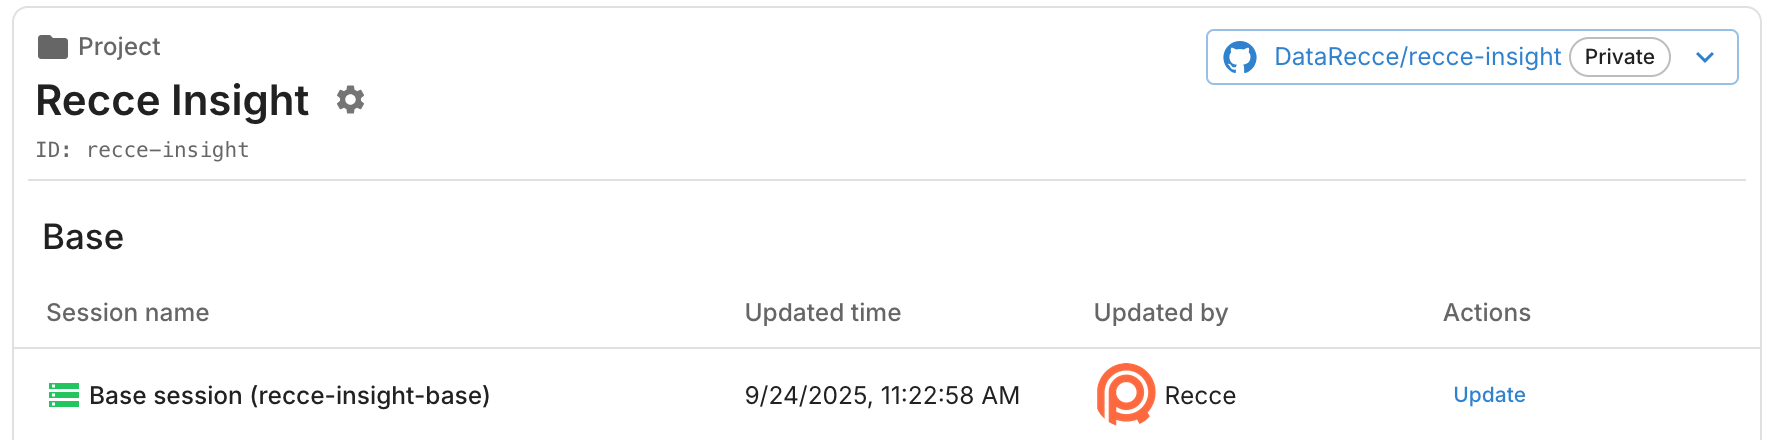 Project
DataRecce/recce-insight Private
Recce Insight
ID: recce-insight
Base
Session name Updated time Updated by Actions
Base session (recce-insight-base) 9/24/2025, 11:22:58 AM Recce Update